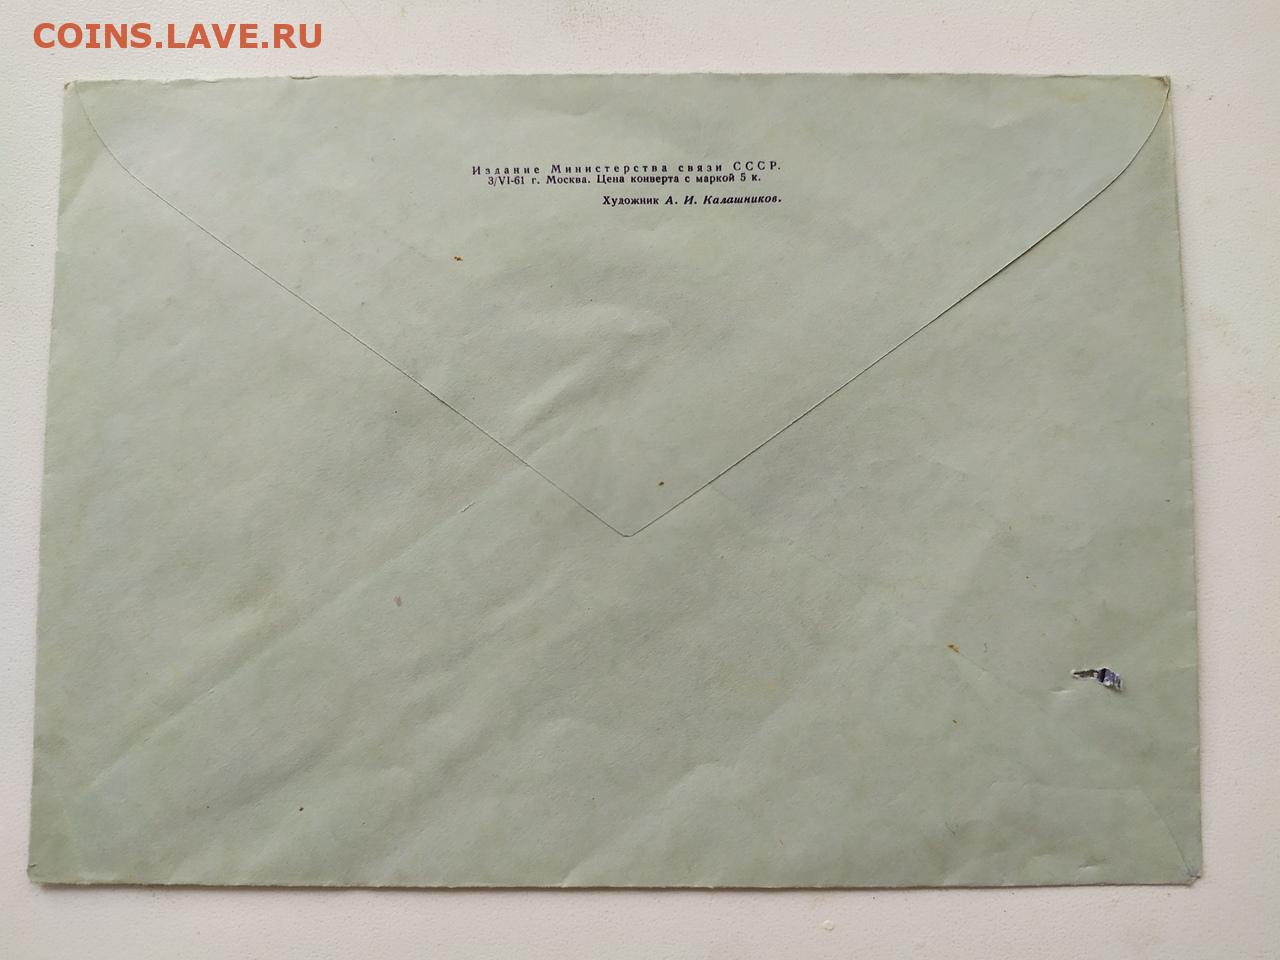 COINS.LAVE.RU
Издание Министерства связи СССР.
3/VI-61 г. Москва. Цена конверта с маркой 5 к.
Художник А. И. Калашников.